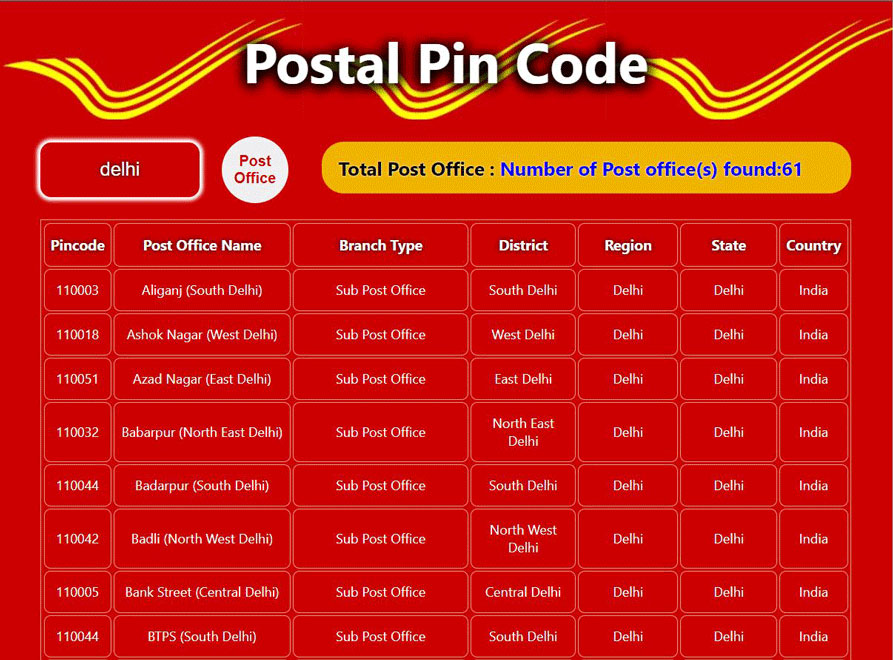 Postal Pin Code
delhi
Post
Office
Total Post Office : Number of Post office(s) found:61
Pincode Post Office Name Branch Type District Region State Country
110003 Aliganj (South Delhi) Sub Post Office South Delhi Delhi Delhi India
110018 Ashok Nagar (West Delhi) Sub Post Office West Delhi Delhi Delhi India
110051 Azad Nagar (East Delhi) Sub Post Office East Delhi Delhi Delhi India
110032 Babarpur (North East Delhi) Sub Post Office North East Delhi Delhi Delhi India
110044 Badarpur (South Delhi) Sub Post Office South Delhi Delhi Delhi India
110042 Badli (North West Delhi) Sub Post Office North West Delhi Delhi Delhi India
110005 Bank Street (Central Delhi) Sub Post Office Central Delhi Delhi Delhi India
110044 BTPS (South Delhi) Sub Post Office South Delhi Delhi Delhi India